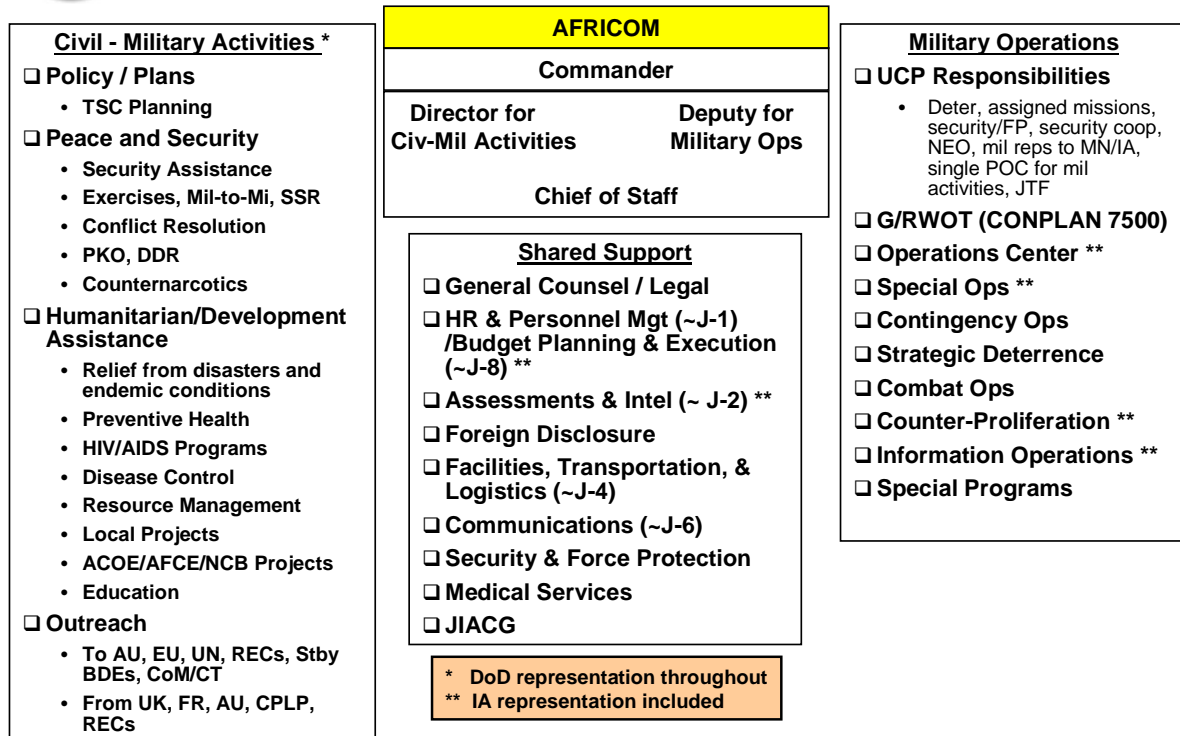 Civil - Military Activities *
❑ Policy / Plans
• TSC Planning
❑ Peace and Security
• Security Assistance
• Exercises, Mil-to-Mi, SSR
• Conflict Resolution
• PKO, DDR
• Counternarcotics
❑ Humanitarian/Development
Assistance
• Relief from disasters and
endemic conditions
• Preventive Health
• HIV/AIDS Programs
• Disease Control
• Resource Management
• Local Projects
• ACOE/AFCE/NCB Projects
• Education
❑ Outreach
• To AU, EU, UN, RECs, Stby
BDEs, CoM/CT
• From UK, FR, AU, CPLP,
RECs
AFRICOM
Commander
Director for
Civ-Mil Activities
Deputy for
Military Ops
Chief of Staff
Shared Support
❑ General Counsel / Legal
❑ HR & Personnel Mgt (~J-1)
/Budget Planning & Execution
(~J-8) **
❑ Assessments & Intel (~ J-2) **
❑ Foreign Disclosure
❑ Facilities, Transportation, &
Logistics (~J-4)
❑ Communications (~J-6)
❑ Security & Force Protection
❑ Medical Services
❑ JIACG
* DoD representation throughout
** IA representation included
Military Operations
❑ UCP Responsibilities
• Deter, assigned missions,
security/FP, security coop,
NEO, mil reps to MN/IA,
single POC for mil
activities, JTF
❑ G/RWOT (CONPLAN 7500)
❑ Operations Center **
❑ Special Ops **
❑ Contingency Ops
❑ Strategic Deterrence
❑ Combat Ops
❑ Counter-Proliferation **
❑ Information Operations **
❑ Special Programs